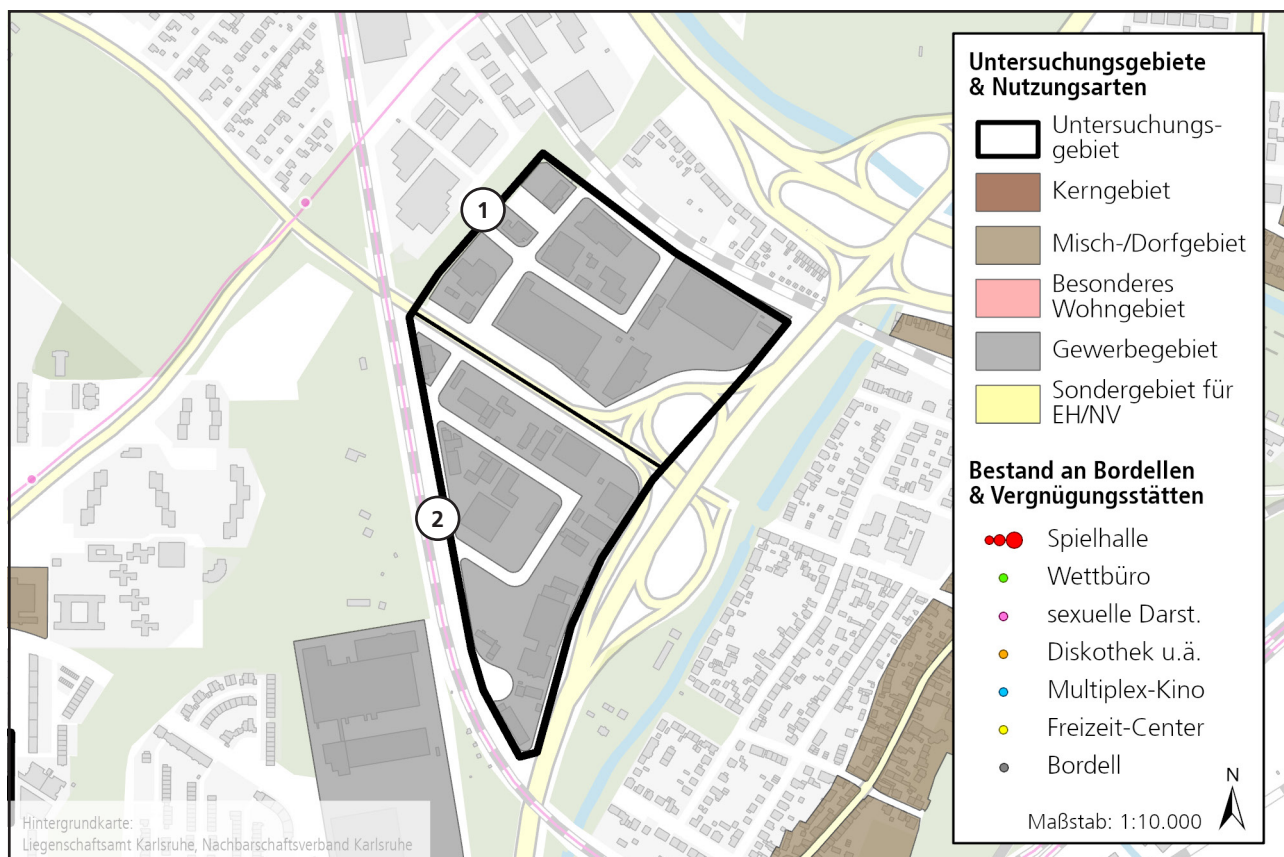 1
2
Untersuchungsgebiete
& Nutzungsarten
Untersuchungs-
gebiet
Kerngebiet
Misch-/Dorfgebiet
Besonderes
Wohngebiet
Gewerbegebiet
Sondergebiet für
EH/NV
Bestand an Bordellen
& Vergnügungsstätten
Spielhalle
Wettbüro
sexuelle Darst.
Diskothek u.ä.
Multiplex-Kino
Freizeit-Center
Bordell
N
Maßstab: 1:10.000
Hintergrundkarte:
Liegenschaftsamt Karlsruhe, Nachbarschaftsverband Karlsruhe